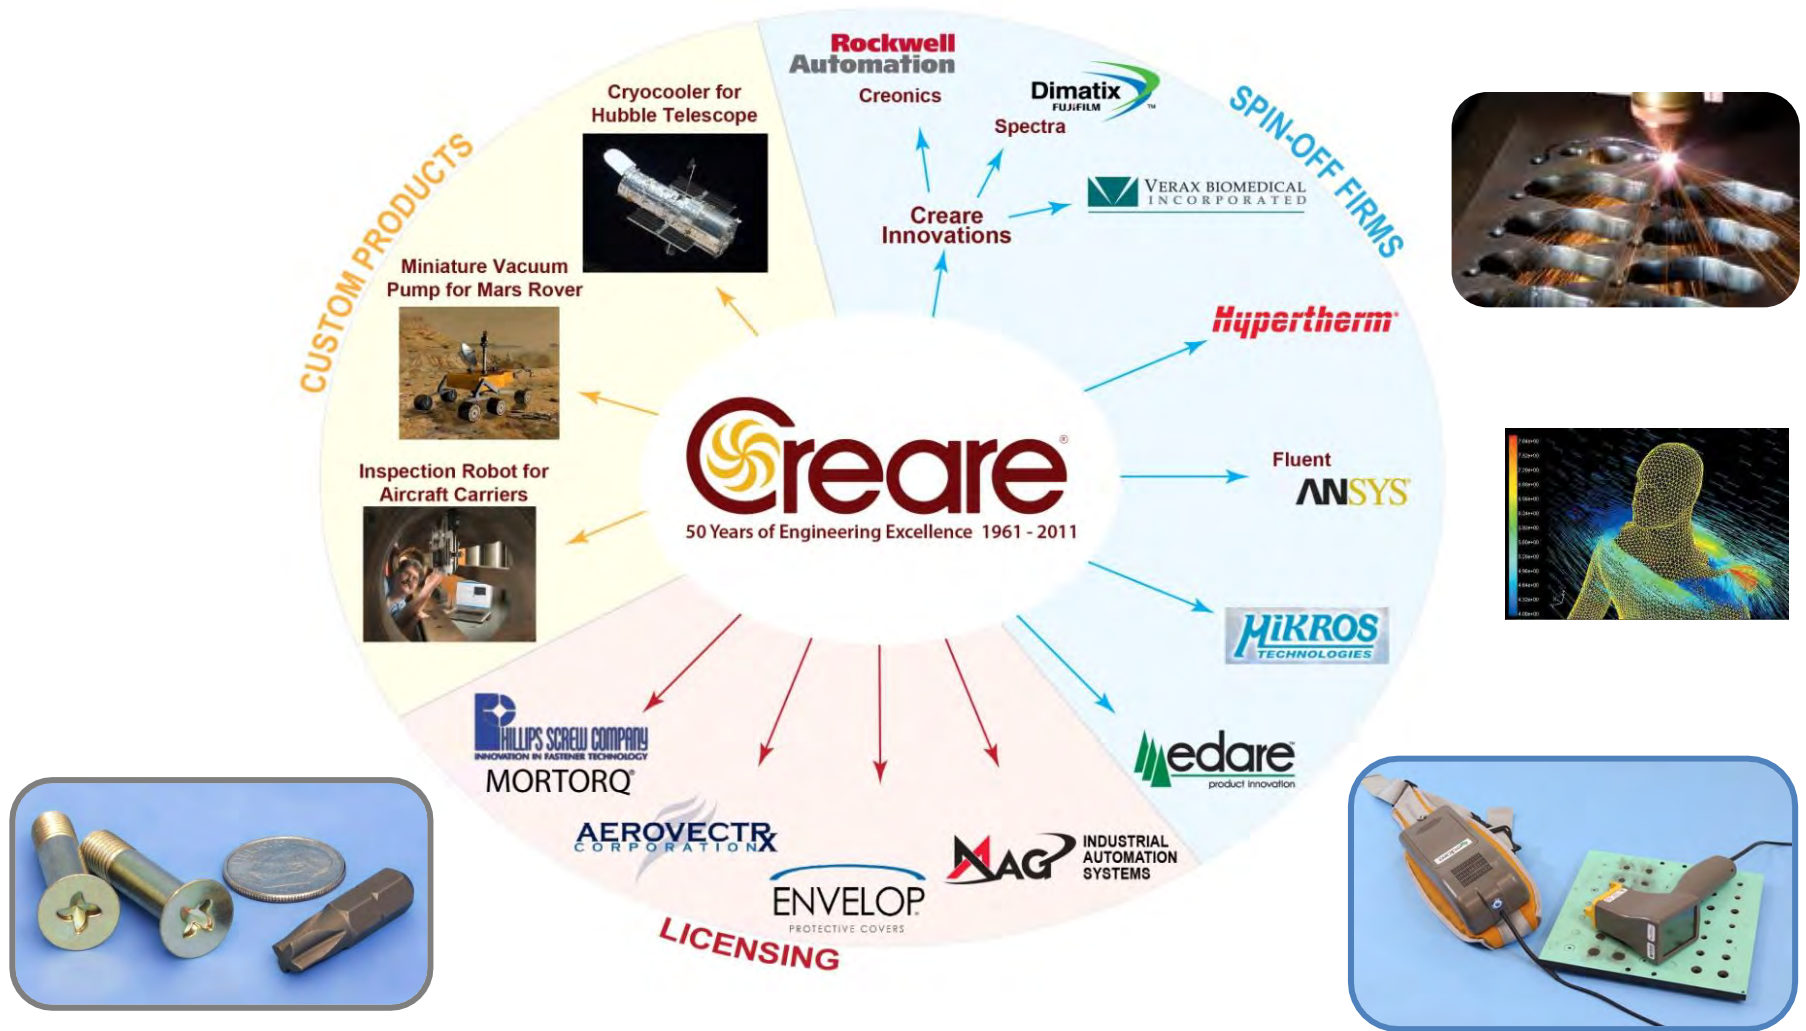 Rockwell
Automation
Creonics
Dimatix
FUJIFILM
™
Spectra
SPIN-OFF FIRMS
VERAX BIOMEDICAL
INCORPORATED
Creare
Innovations
Hypertherm®
Fluent
ANSYS®
MIKROS
TECHNOLOGIES
edare™
product innovation
CUSTOM PRODUCTS
Cryocooler for
Hubble Telescope
Miniature Vacuum
Pump for Mars Rover
Inspection Robot for
Aircraft Carriers
Creare®
50 Years of Engineering Excellence 1961 - 2011
PHILLIPS SCREW COMPANY
INNOVATION IN FASTENER TECHNOLOGY
MORTORQ®
AEROVECTRX
CORPORATION
ENVELOP®
PROTECTIVE COVERS
MAG
INDUSTRIAL
AUTOMATION
SYSTEMS
LICENSING